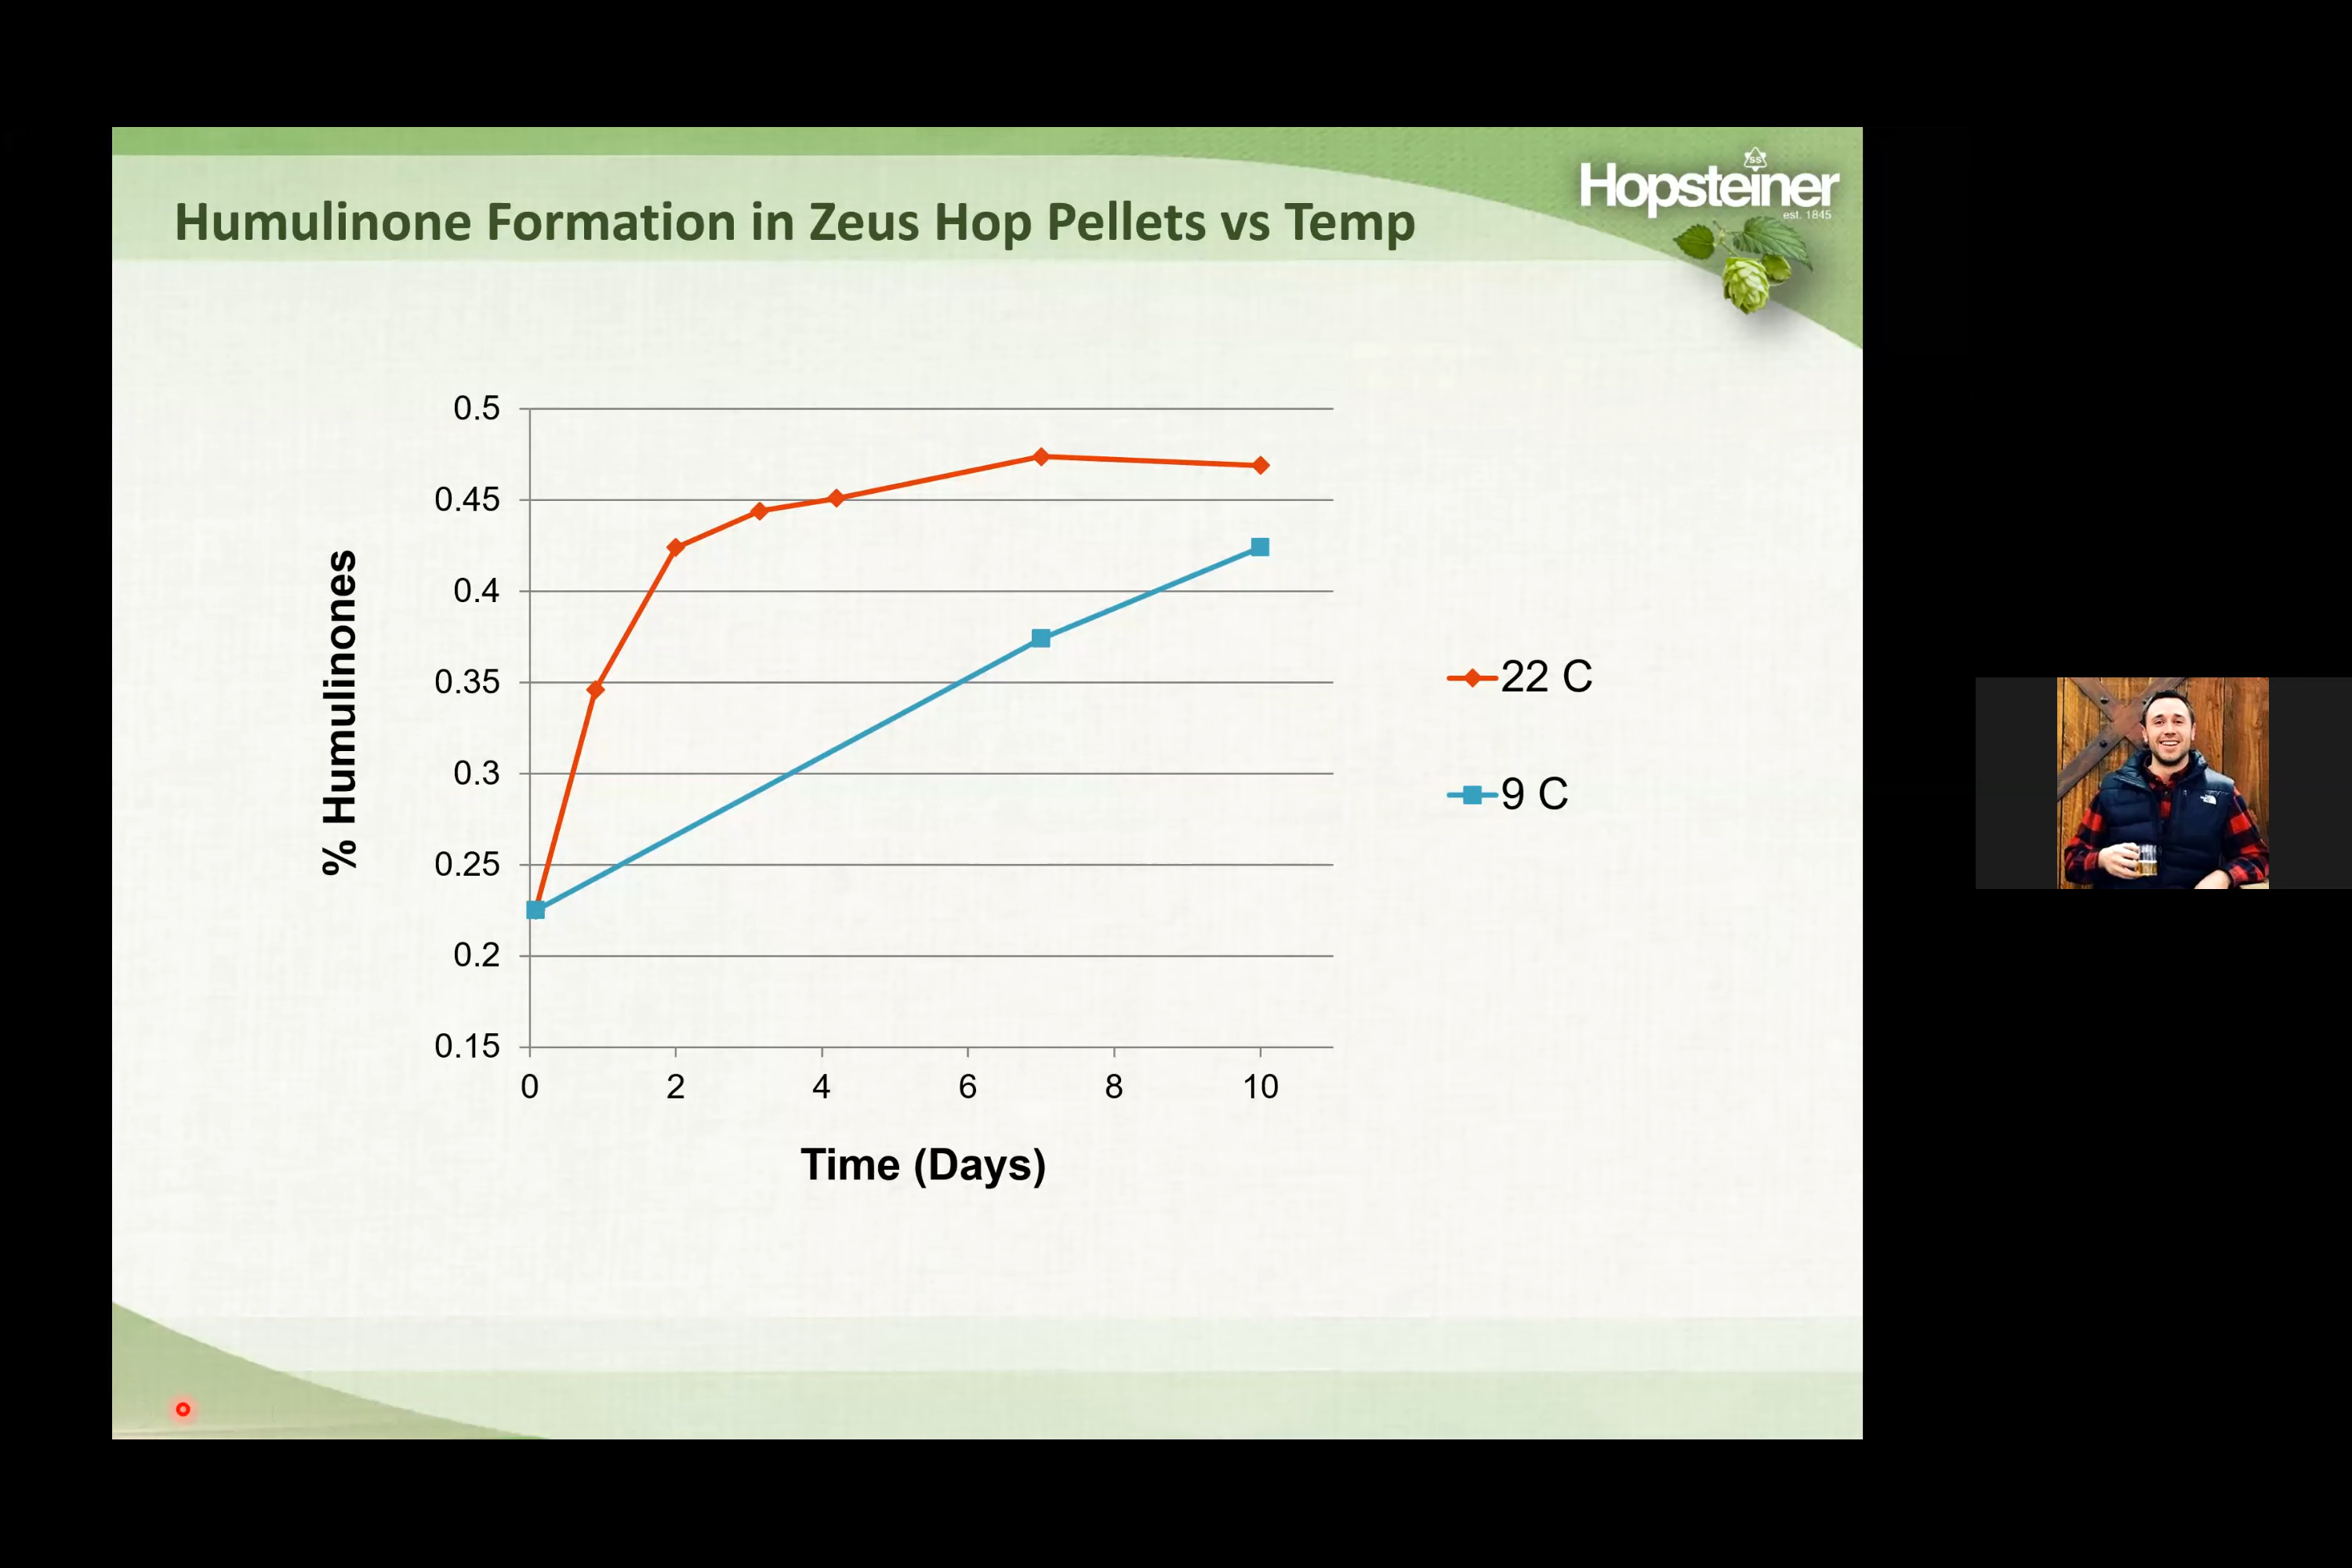 SS
Hopsteiner
est. 1845
Humulinone Formation in Zeus Hop Pellets vs Temp
0.5
0.45
0.4
0.35
0.3
0.25
0.2
0.15
% Humulinones
0 2 4 6 8 10
Time (Days)
22 C
9 C